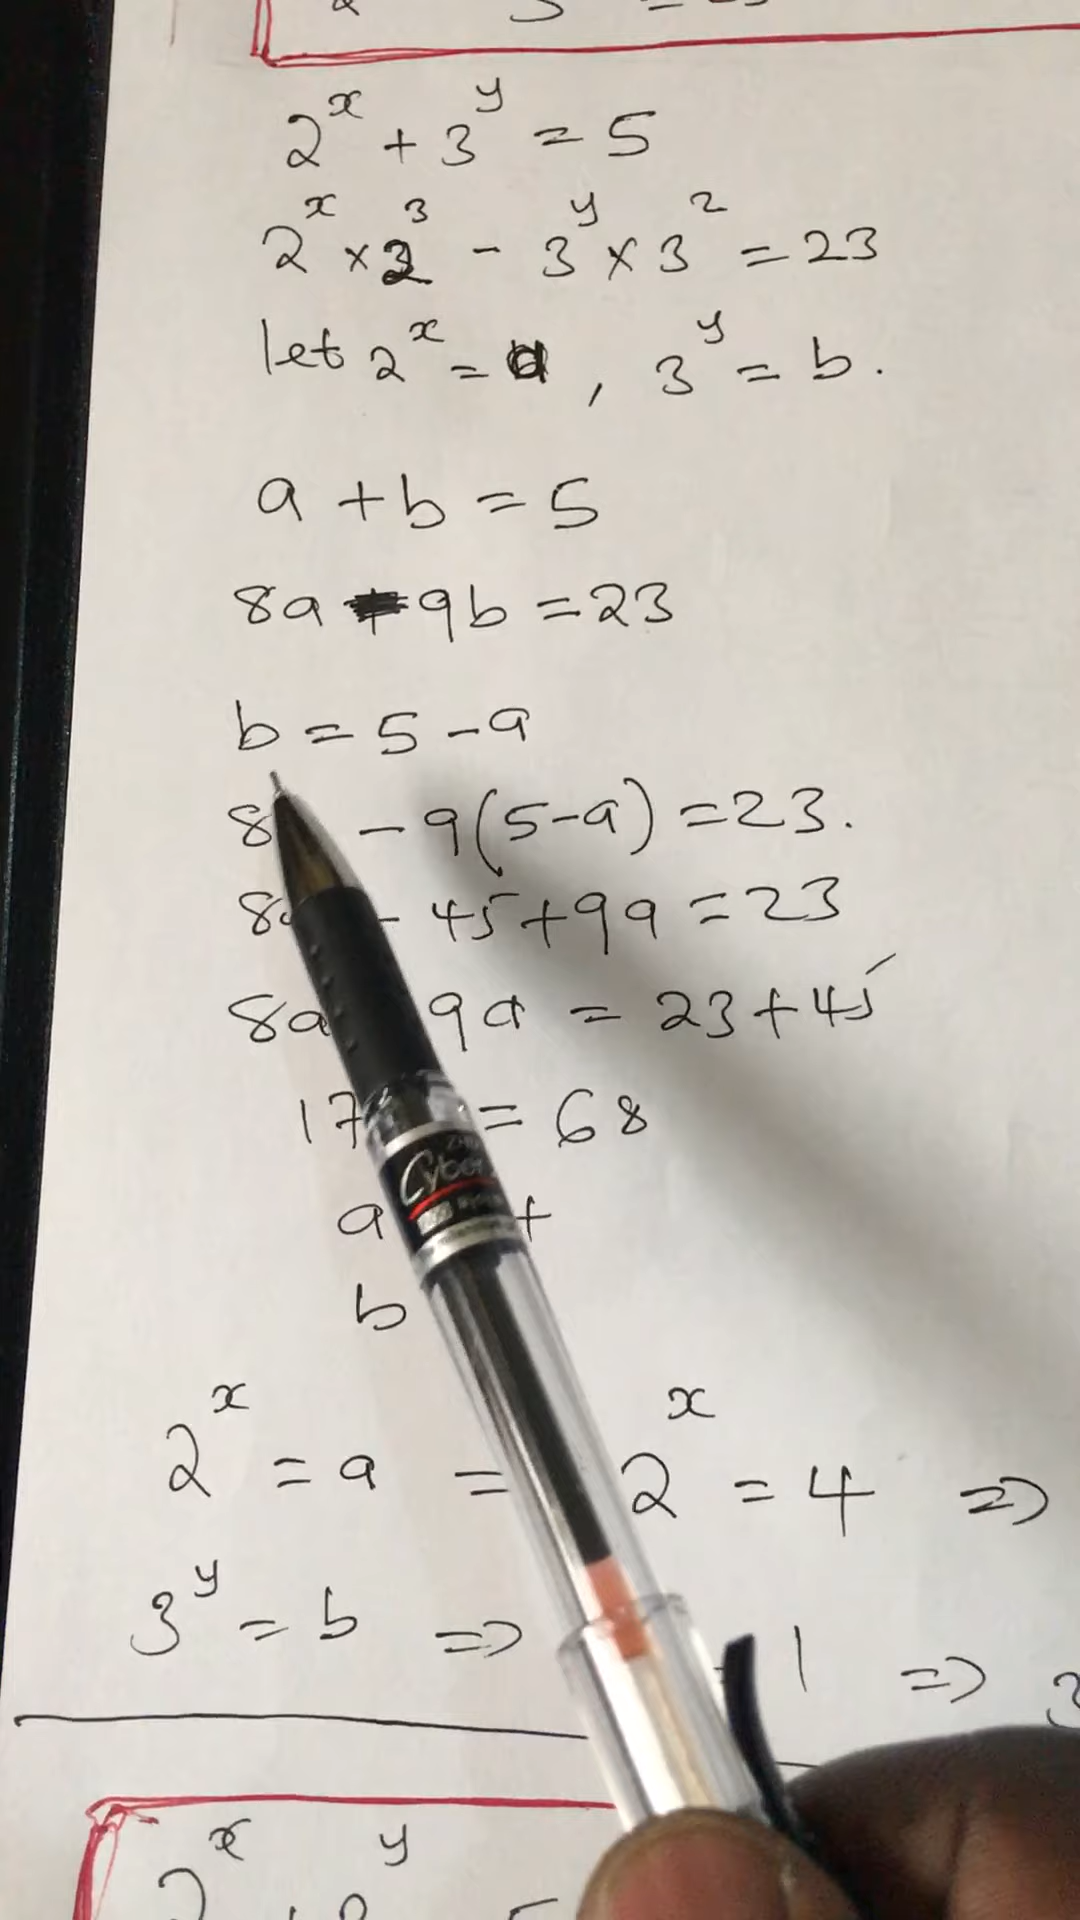 2^x + 3^y = 5
2^x × 2^3 - 3^y × 3^2 = 23
let 2^x = a , 3^y = b .
a + b = 5
8a - 9b = 23
b = 5 - a
8 - 9(5-a) = 23.
8a - 45 + 9a = 23
8a 9a = 23 + 45
17 = 68
a
b
2^x = a = 2^x = 4 =>
3^y = b => 1 =>
Cyber
2^x y